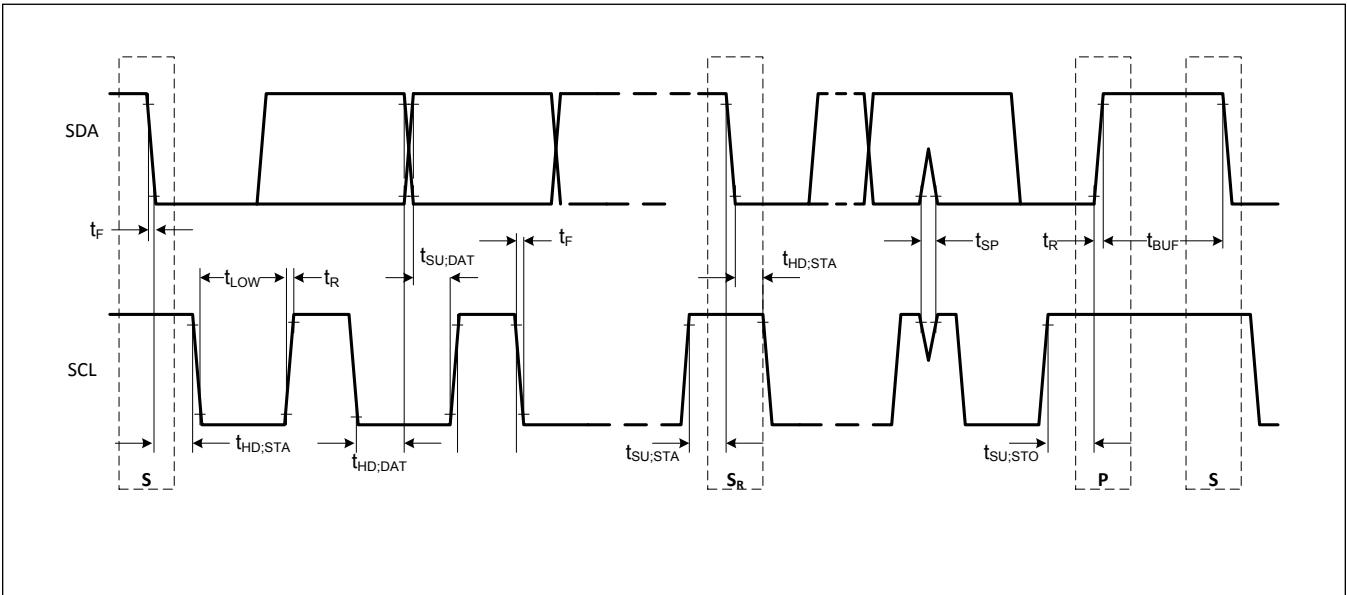 SDA
tF
tSU;DAT
tF
tSP
tR
tBUF
tLOW
tR
tHD;STA
SCL
tHD;STA
tHD;DAT
tSU;STA
tSU;STO
S
SR
P
S